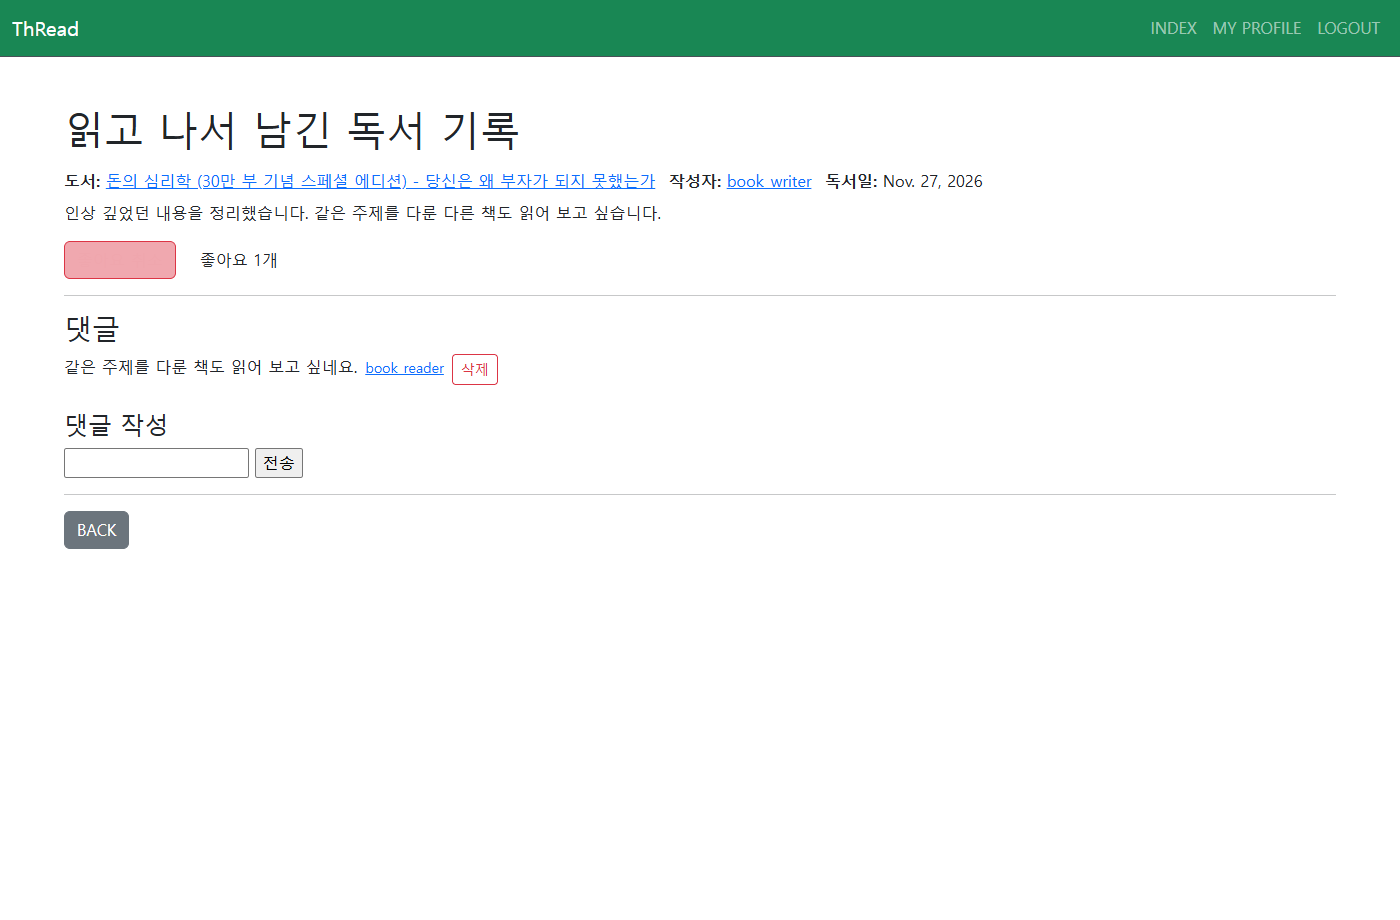 ThRead INDEX MY PROFILE LOGOUT
읽고 나서 남긴 독서 기록
도서: 돈의 심리학 (30만 부 기념 스페셜 에디션) - 당신은 왜 부자가 되지 못했는가 작성자: book_writer 독서일: Nov. 27, 2026
인상 깊었던 내용을 정리했습니다. 같은 주제를 다룬 다른 책도 읽어 보고 싶습니다.
좋아요 1개
댓글
같은 주제를 다룬 책도 읽어 보고 싶네요. book_reader 삭제
댓글 작성
전송
BACK